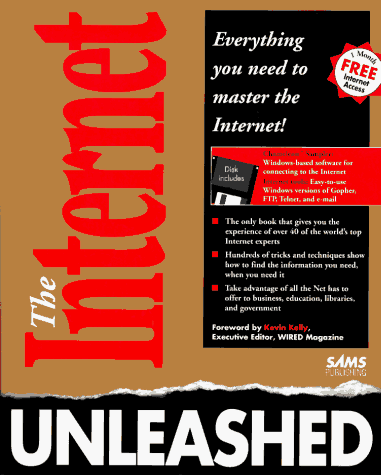 The Internet
Everything
you need to
master the
Internet!
1 Month
FREE
Internet
Access
Disk
includes
Windows-based software for
connecting to the Internet
Easy-to-use
Windows versions of Gopher,
FTP, Telnet, and e-mail
The only book that gives you the
experience of over 40 of the world's top
Internet experts
Hundreds of tricks and techniques show
how to find the information you need,
when you need it
Take advantage of all the Net has to
offer to business, education, libraries,
and government
Foreword by Kevin Kelly,
Executive Editor, WIRED Magazine
SAMS
PUBLISHING
UNLEASHED